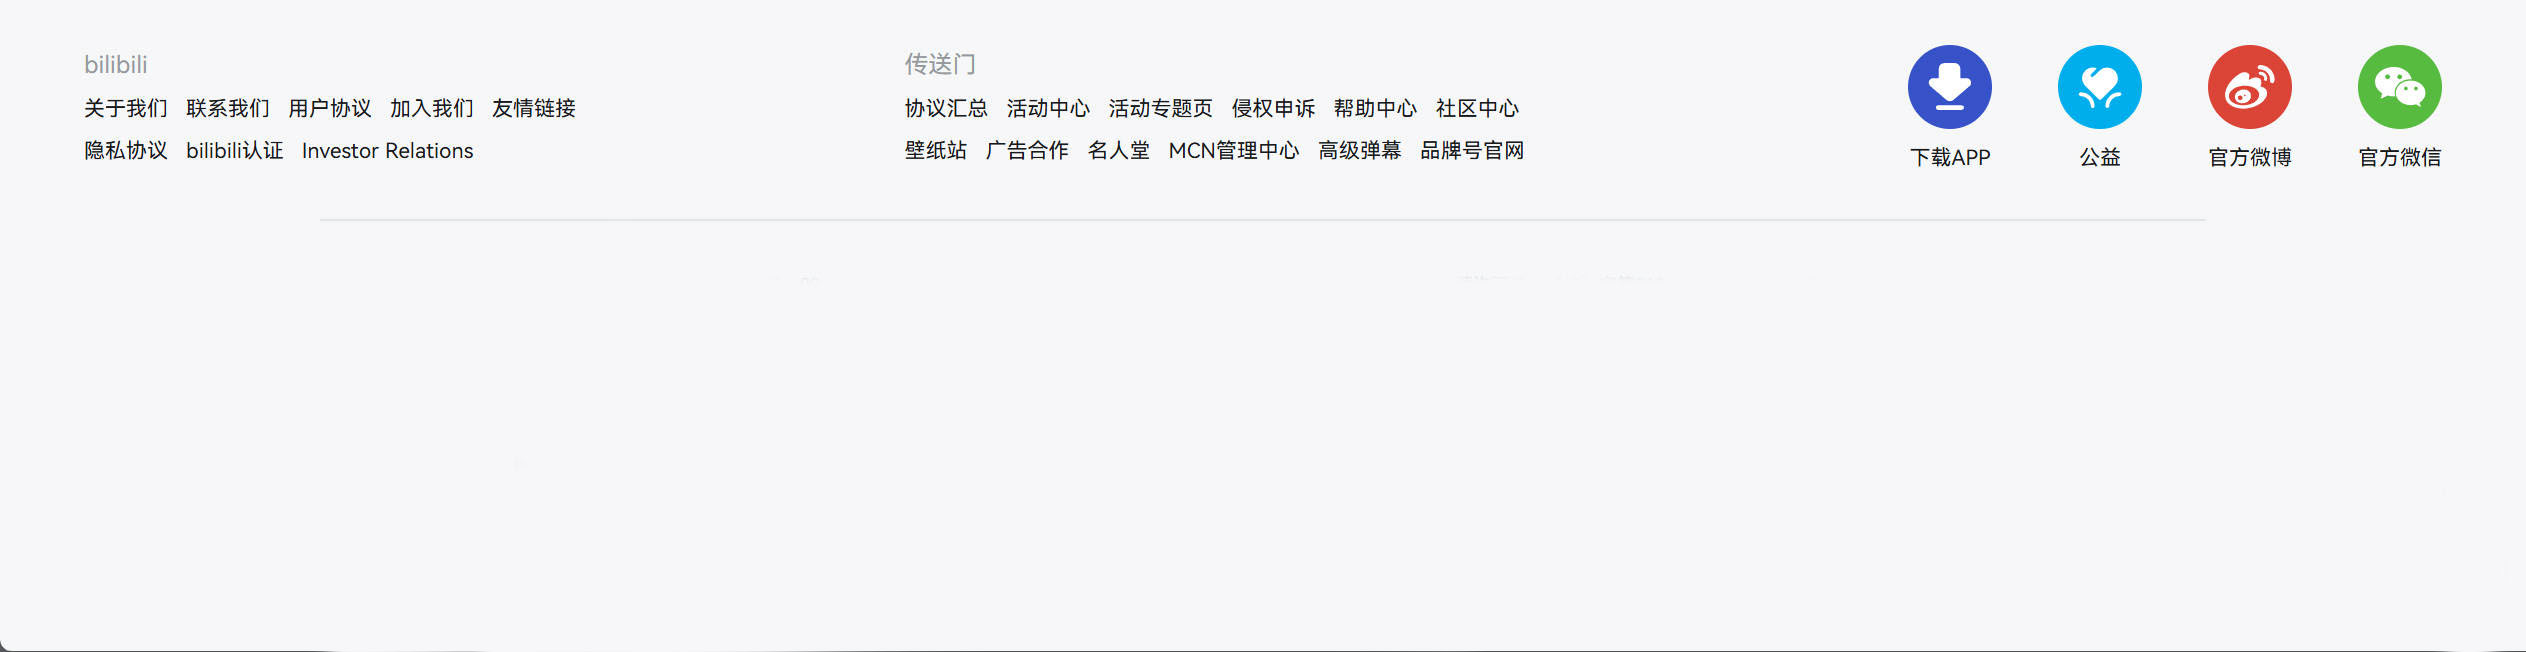 bilibili
关于我们 联系我们 用户协议 加入我们 友情链接
隐私协议 bilibili认证 Investor Relations
传送门
协议汇总 活动中心 活动专题页 侵权申诉 帮助中心 社区中心
壁纸站 广告合作 名人堂 MCN管理中心 高级弹幕 品牌号官网
下载APP
公益
官方微博
官方微信